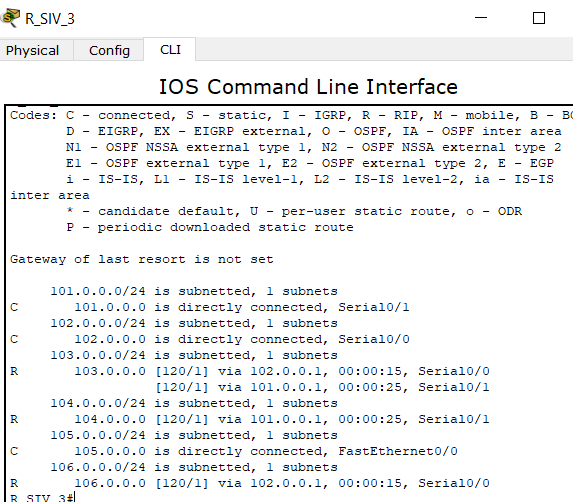 R_SIV_3
Physical Config CLI
IOS Command Line Interface
Codes: C - connected, S - static, I - IGRP, R - RIP, M - mobile, B -
       D - EIGRP, EX - EIGRP external, O - OSPF, IA - OSPF inter area
       N1 - OSPF NSSA external type 1, N2 - OSPF NSSA external type 2
       E1 - OSPF external type 1, E2 - OSPF external type 2, E - EGP
       i - IS-IS, L1 - IS-IS level-1, L2 - IS-IS level-2, ia - IS-IS
inter area
       * - candidate default, U - per-user static route, o - ODR
       P - periodic downloaded static route
Gateway of last resort is not set
     101.0.0.0/24 is subnetted, 1 subnets
C       101.0.0.0 is directly connected, Serial0/1
     102.0.0.0/24 is subnetted, 1 subnets
C       102.0.0.0 is directly connected, Serial0/0
     103.0.0.0/24 is subnetted, 1 subnets
R       103.0.0.0 [120/1] via 102.0.0.1, 00:00:15, Serial0/0
                  [120/1] via 101.0.0.1, 00:00:25, Serial0/1
     104.0.0.0/24 is subnetted, 1 subnets
R       104.0.0.0 [120/1] via 101.0.0.1, 00:00:25, Serial0/1
     105.0.0.0/24 is subnetted, 1 subnets
C       105.0.0.0 is directly connected, FastEthernet0/0
     106.0.0.0/24 is subnetted, 1 subnets
R       106.0.0.0 [120/1] via 102.0.0.1, 00:00:15, Serial0/0
R_SIV_3#